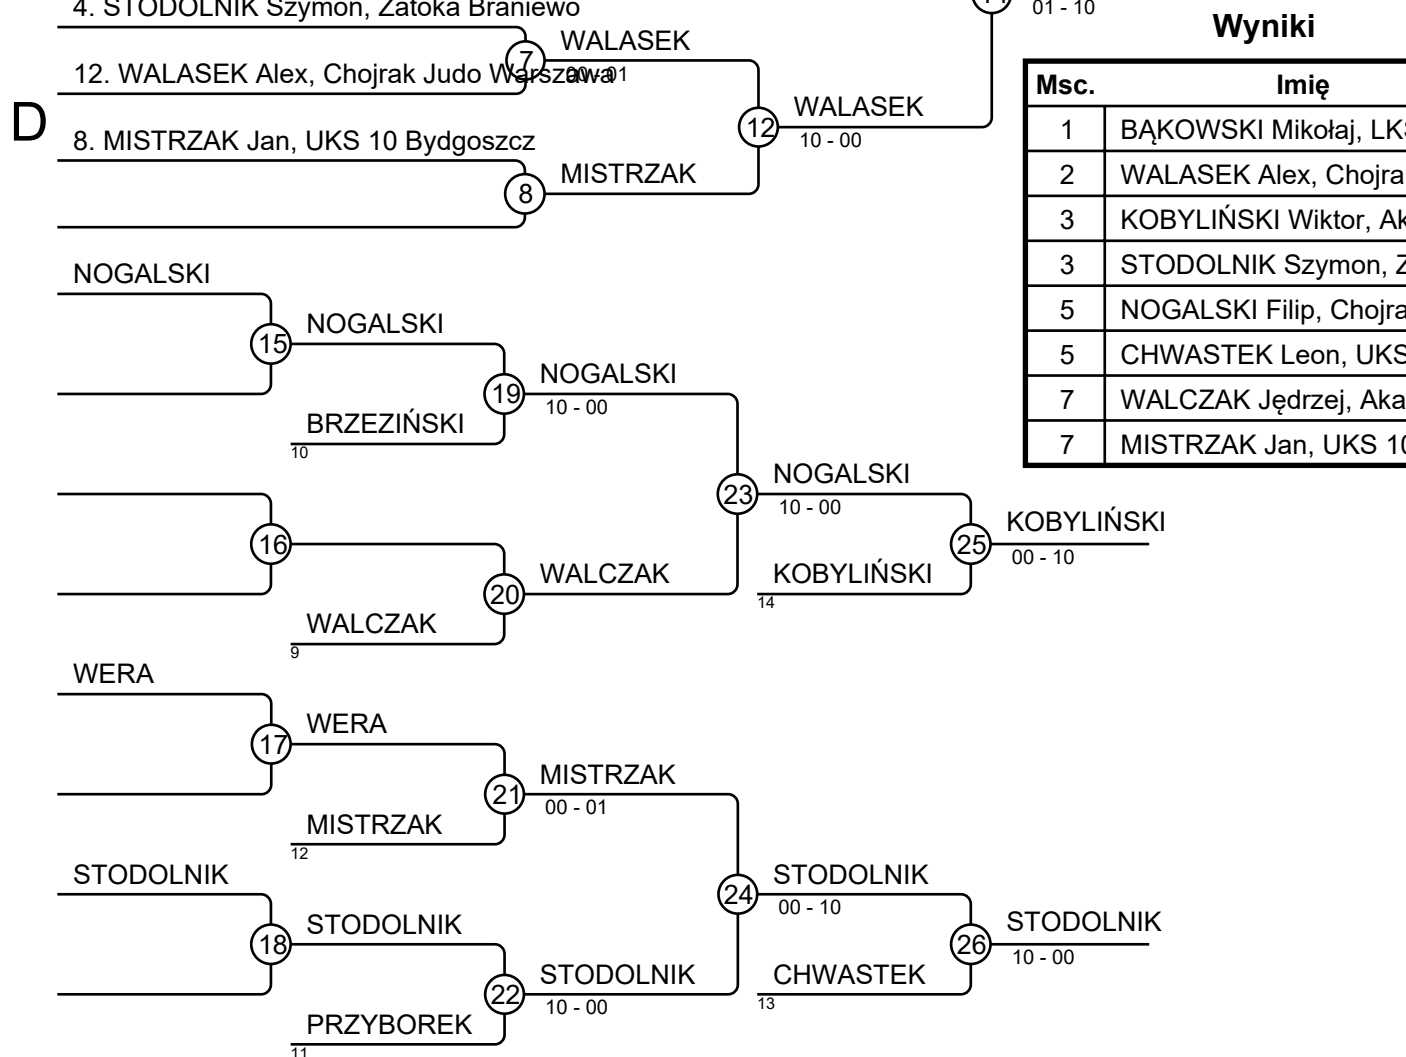 4. STODOLNIK Szymon, Zatoka Braniewo
01 - 10
Wyniki
7
WALASEK
00 - 01
12. WALASEK Alex, Chojrak Judo Warszawa
D
12
WALASEK
10 - 00
8. MISTRZAK Jan, UKS 10 Bydgoszcz
8
MISTRZAK
Msc. Imię
1 BĄKOWSKI Mikołaj, LKS
2 WALASEK Alex, Chojra
3 KOBYLIŃSKI Wiktor, Ak
3 STODOLNIK Szymon, Z
5 NOGALSKI Filip, Chojra
5 CHWASTEK Leon, UKS
7 WALCZAK Jędrzej, Aka
7 MISTRZAK Jan, UKS 10
NOGALSKI
15
NOGALSKI
19
NOGALSKI
10 - 00
BRZEZIŃSKI
10
23
NOGALSKI
10 - 00
16
20
WALCZAK
WALCZAK
9
KOBYLIŃSKI
14
25
KOBYLIŃSKI
00 - 10
WERA
17
WERA
21
MISTRZAK
00 - 01
MISTRZAK
12
STODOLNIK
18
STODOLNIK
24
STODOLNIK
00 - 10
22
STODOLNIK
10 - 00
PRZYBOREK
11
CHWASTEK
13
26
STODOLNIK
10 - 00